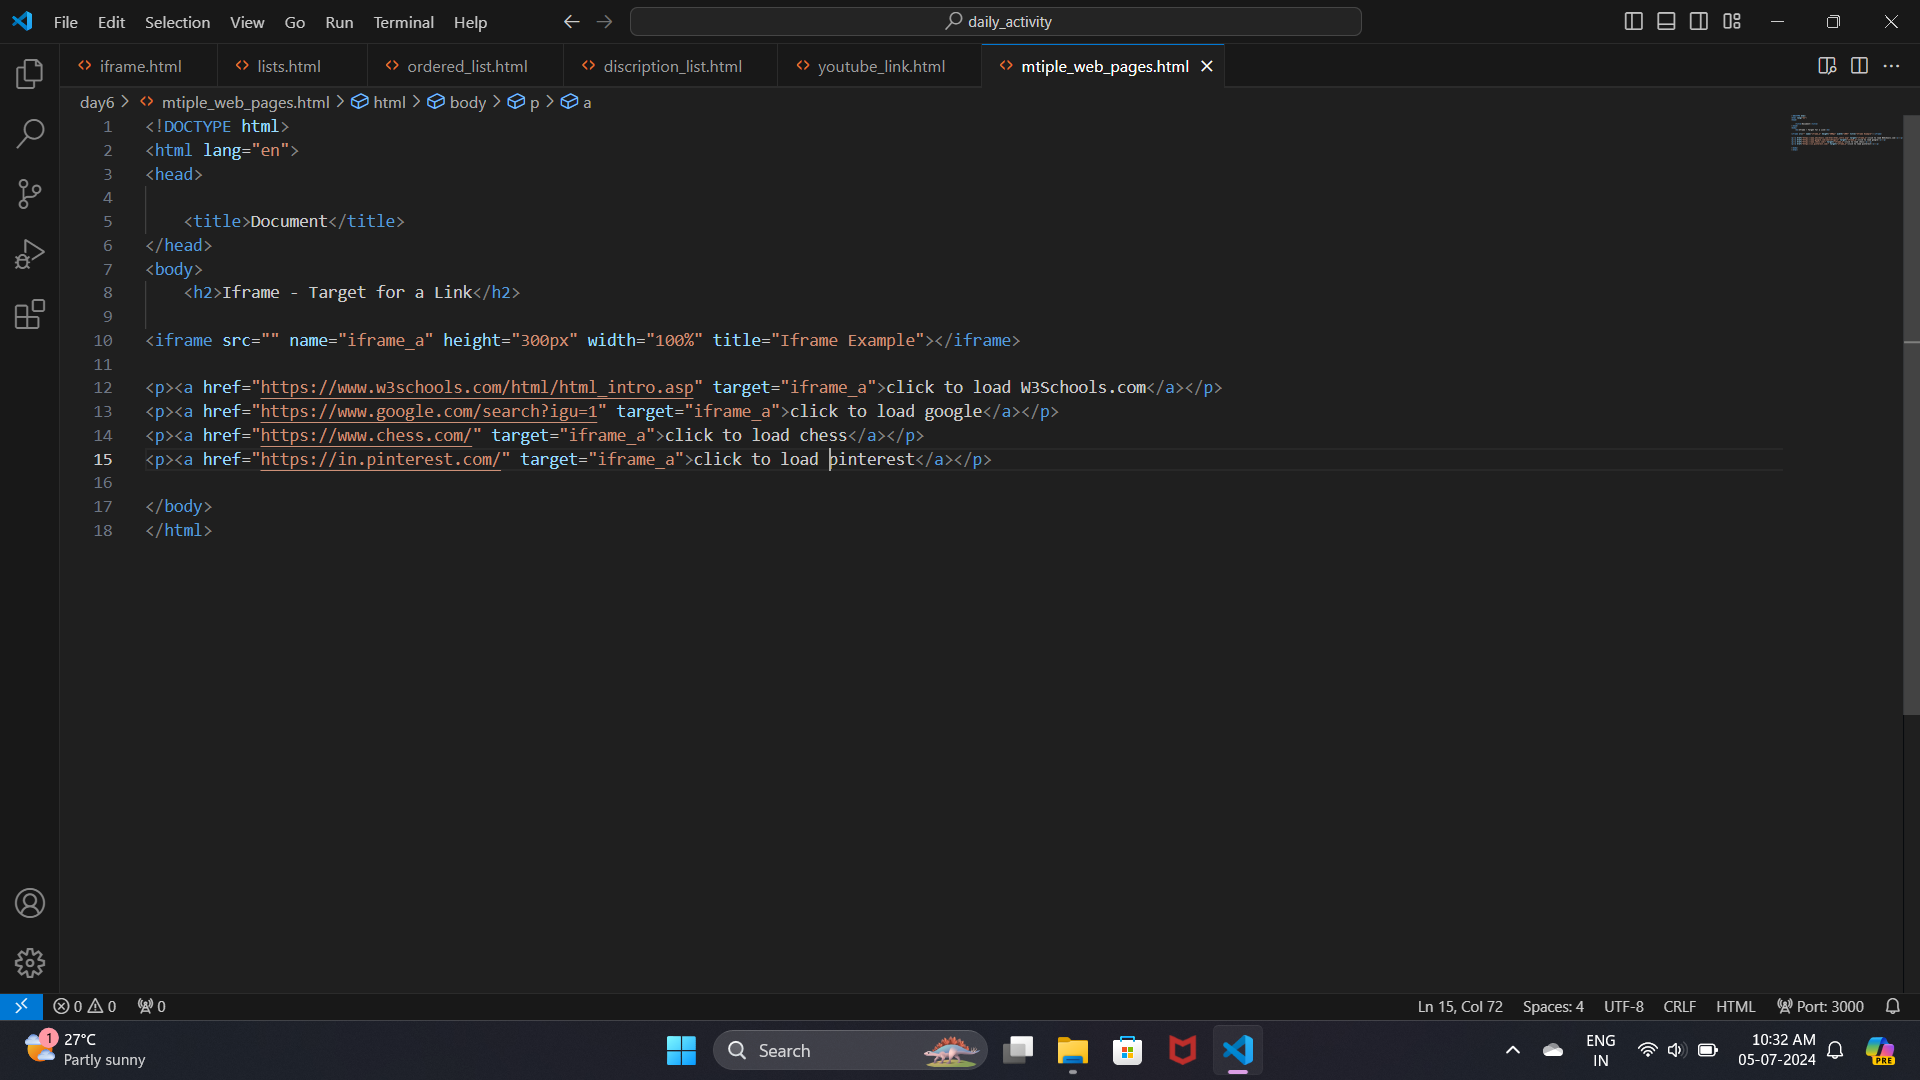 File Edit Selection View Go Run Terminal Help daily_activity
iframe.html lists.html ordered_list.html discription_list.html youtube_link.html mtiple_web_pages.html
day6 > mtiple_web_pages.html > html > body > p > a
1 <!DOCTYPE html>
2 <html lang="en">
3 <head>
4
5 <title>Document</title>
6 </head>
7 <body>
8 <h2>Iframe - Target for a Link</h2>
9
10 <iframe src="" name="iframe_a" height="300px" width="100%" title="Iframe Example"></iframe>
11
12 <p><a href="https://www.w3schools.com/html/html_intro.asp" target="iframe_a">click to load W3Schools.com</a></p>
13 <p><a href="https://www.google.com/search?igu=1" target="iframe_a">click to load google</a></p>
14 <p><a href="https://www.chess.com/" target="iframe_a">click to load chess</a></p>
15 <p><a href="https://in.pinterest.com/" target="iframe_a">click to load pinterest</a></p>
16
17 </body>
18 </html>
0 0 0 Ln 15, Col 72 Spaces: 4 UTF-8 CRLF HTML Port: 3000
1 27°C
Partly sunny
Search
ENG
IN
10:32 AM
05-07-2024
PRE